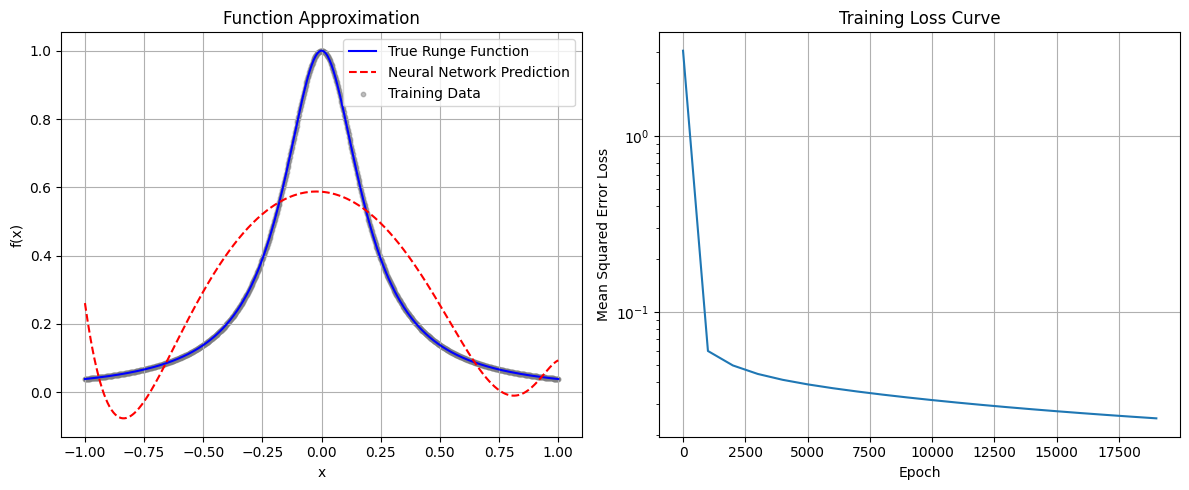 Function Approximation
True Runge Function
Neural Network Prediction
Training Data
f(x)
1.0
0.8
0.6
0.4
0.2
0.0
−1.00 −0.75 −0.50 −0.25 0.00 0.25 0.50 0.75 1.00
x
Training Loss Curve
Mean Squared Error Loss
10⁰
10⁻¹
0 2500 5000 7500 10000 12500 15000 17500
Epoch